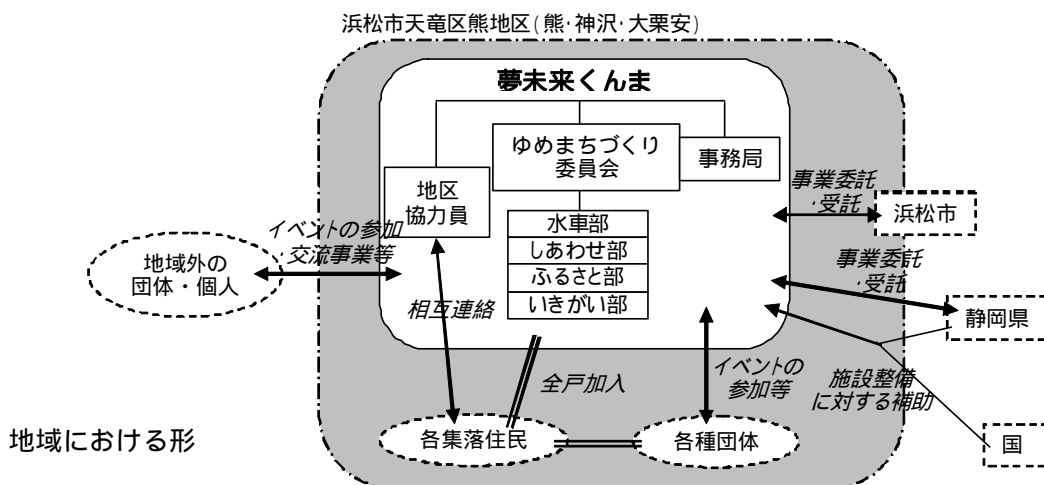 浜松市天竜区熊地区(熊･神沢･大栗安)
夢未来くんま
ゆめまちづくり
委員会
事務局
地区
協力員
水車部
しあわせ部
ふるさと部
いきがい部
事業委託
･受託
浜松市
イベントの参加
交流事業等
地域外の
団体・個人
事業委託
･受託
静岡県
相互連絡
全戸加入
イベントの
参加等
施設整備
に対する補助
各集落住民
各種団体
国
地域における形